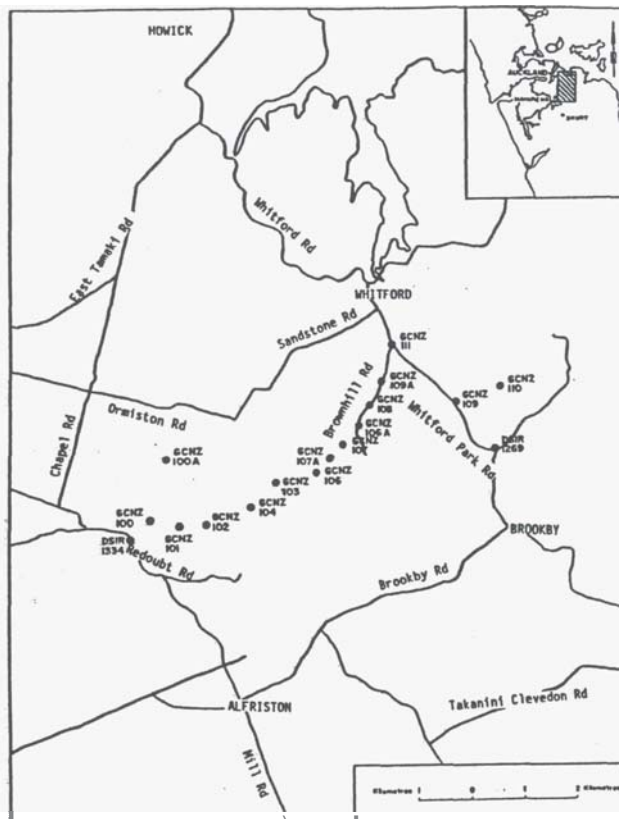 HOWICK
AUCKLAND
East Tamaki Rd
Whitford Rd
WHITFORD
Sandstone Rd
GCNZ
111
Ormiston Rd
Brownhill Rd
GCNZ
109A
GCNZ
110
GCNZ
109
GCNZ
108
Chapel Rd
GCNZ
Whitford Park Rd
DSIR
1269
GCNZ
100A
GCNZ
107A
GCNZ
GCNZ
106
GCNZ
103
GCNZ
104
GCNZ
100
GCNZ
101
GCNZ
102
DSIR
1334
Redoubt Rd
BROOKBY
Brookby Rd
ALFRISTON
Takanini Clevedon Rd
Mill Rd
Kilometres 1 0 1 2 Kilometres